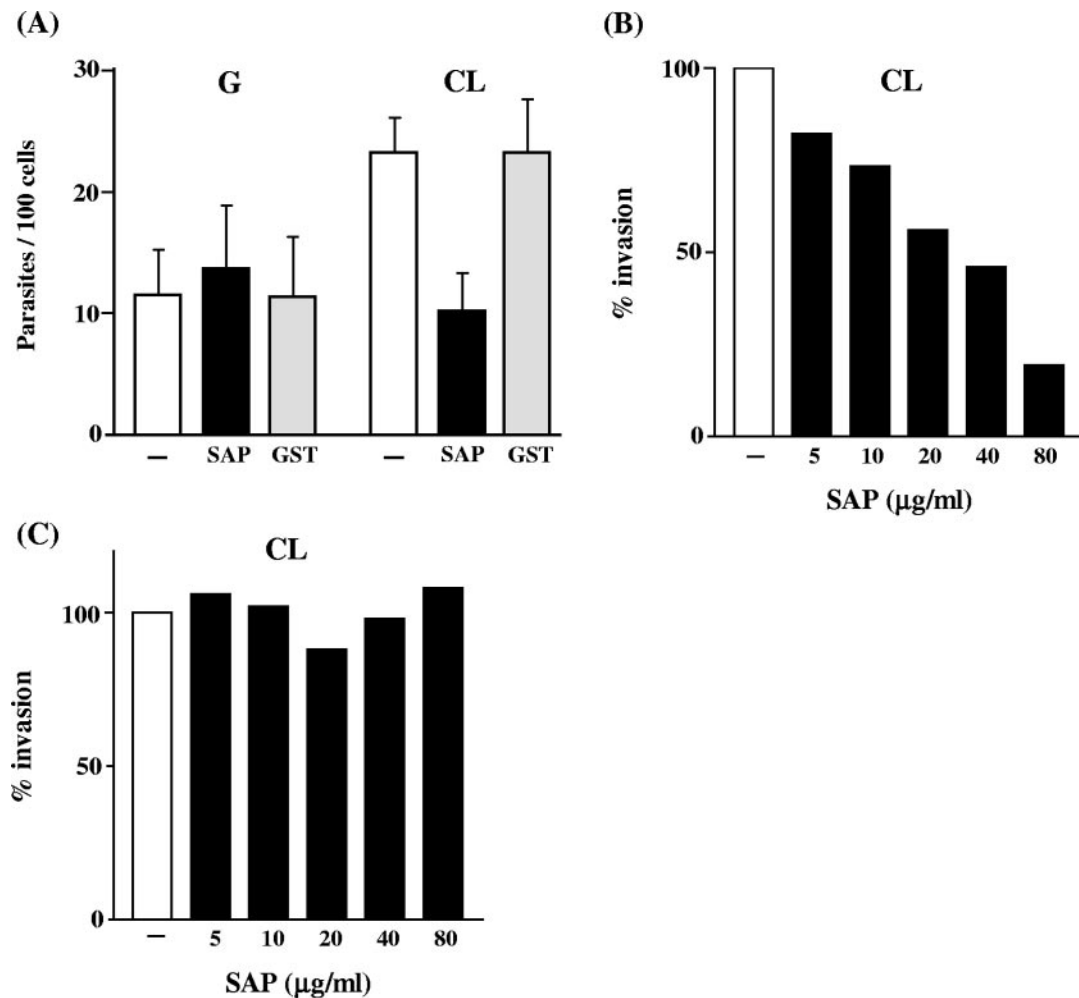 (A)
G CL
Parasites / 100 cells
30
20
10
0
– SAP GST – SAP GST
(B)
CL
% invasion
100
50
0
– 5 10 20 40 80
SAP (μg/ml)
(C)
CL
% invasion
100
50
0
– 5 10 20 40 80
SAP (μg/ml)